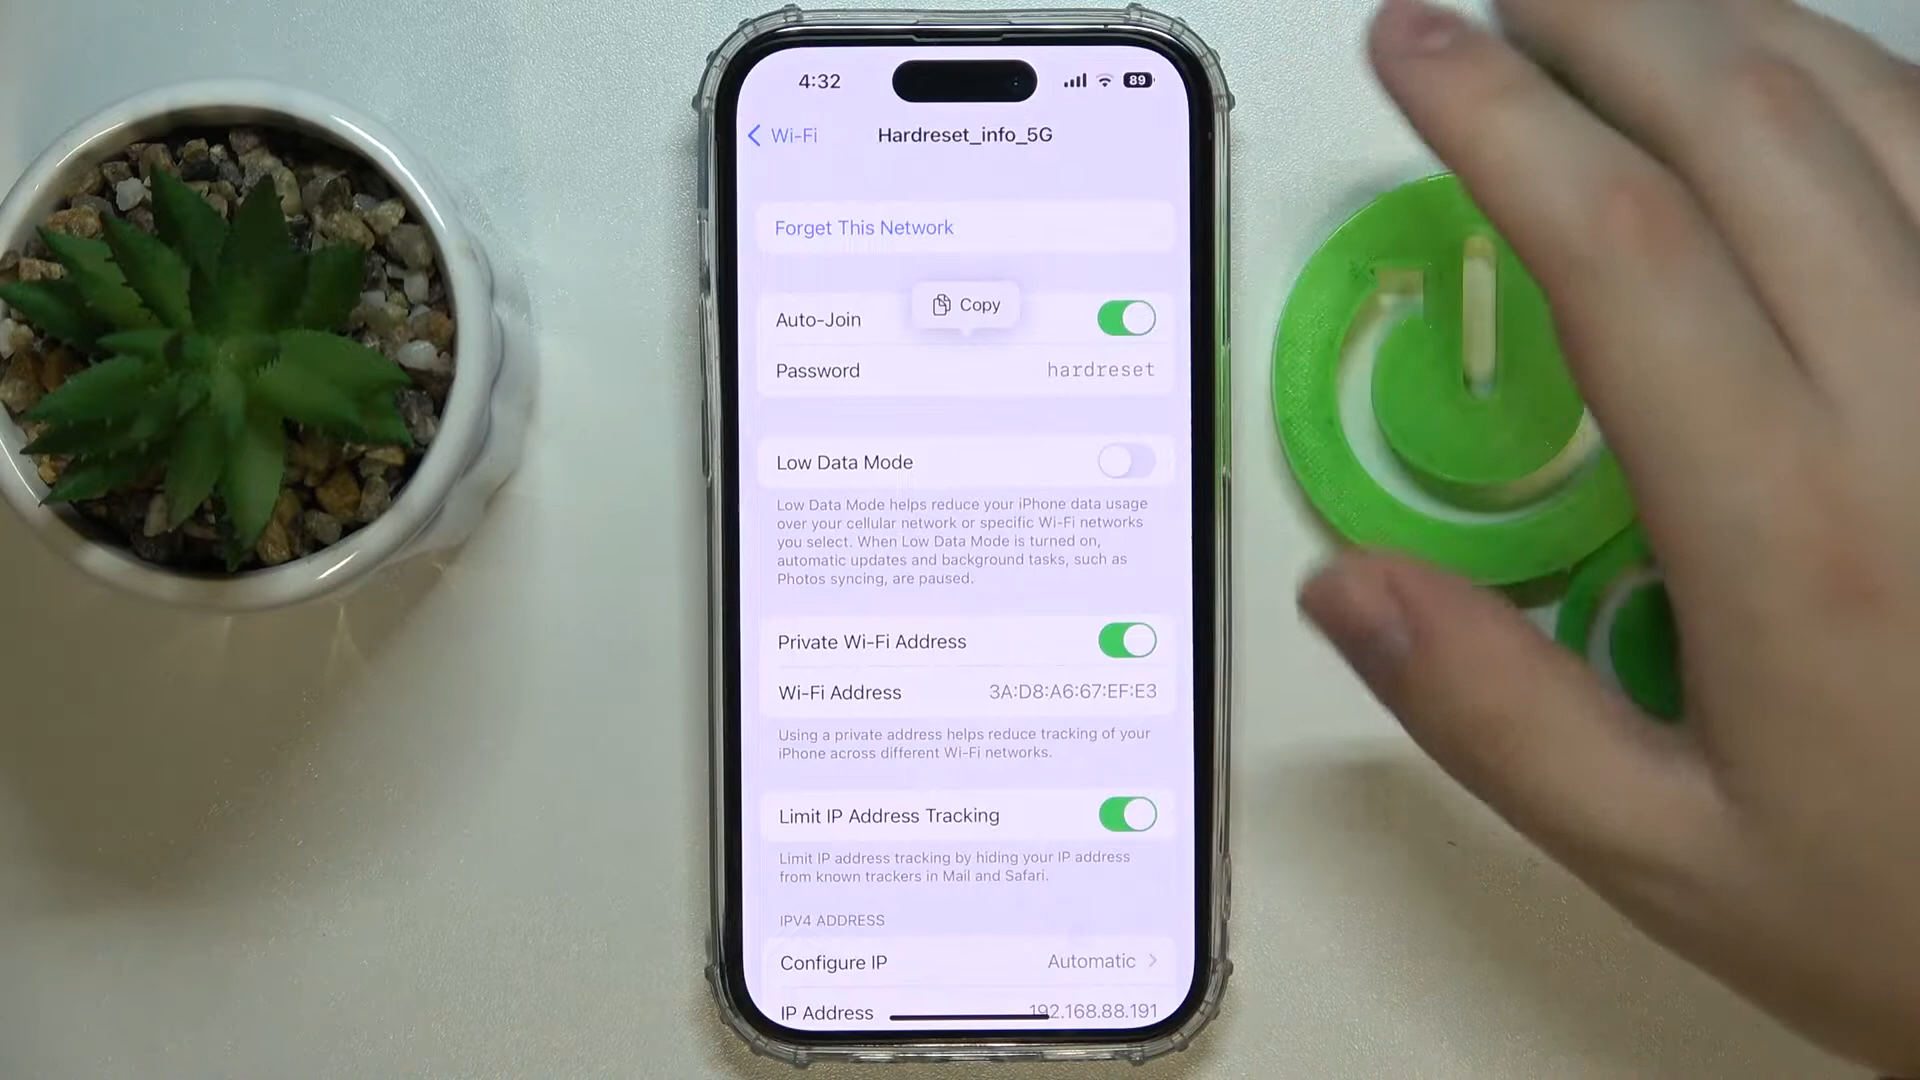 4:32
89
Wi-Fi
Hardreset_info_5G
Forget This Network
Copy
Auto-Join
Password hardreset
Low Data Mode
Low Data Mode helps reduce your iPhone data usage
over your cellular network or specific Wi-Fi networks
you select. When Low Data Mode is turned on,
automatic updates and background tasks, such as
Photos syncing, are paused.
Private Wi-Fi Address
Wi-Fi Address 3A:D8:A6:67:EF:E3
Using a private address helps reduce tracking of your
iPhone across different Wi-Fi networks.
Limit IP Address Tracking
Limit IP address tracking by hiding your IP address
from known trackers in Mail and Safari.
IPV4 ADDRESS
Configure IP Automatic
IP Address 192.168.88.191